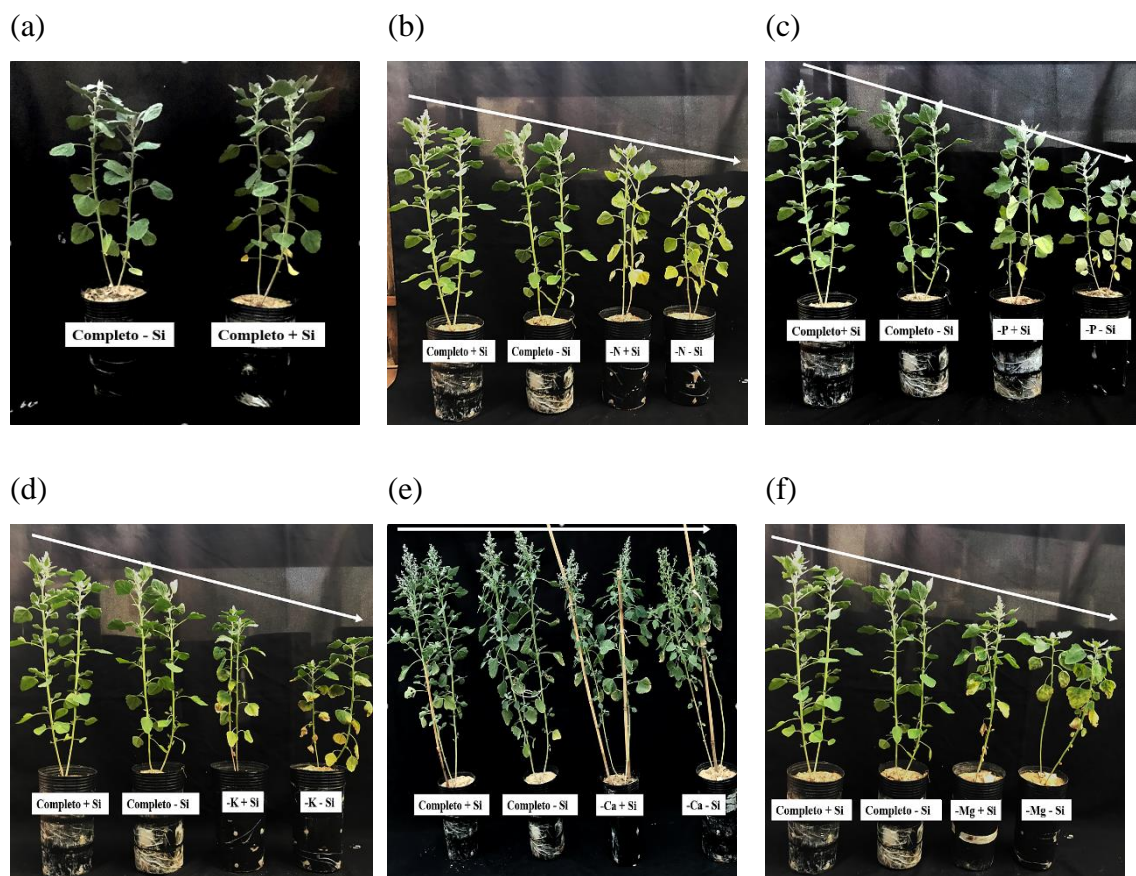 (a)
(b)
(c)
Completo - Si
Completo + Si
Completo + Si
Completo - Si
-N + Si
-N - Si
Completo+ Si
Completo - Si
-P + Si
-P - Si
(d)
(e)
(f)
Completo + Si
Completo - Si
-K + Si
-K - Si
Completo + Si
Completo - Si
-Ca + Si
-Ca - Si
Completo + Si
Completo - Si
-Mg + Si
-Mg - Si